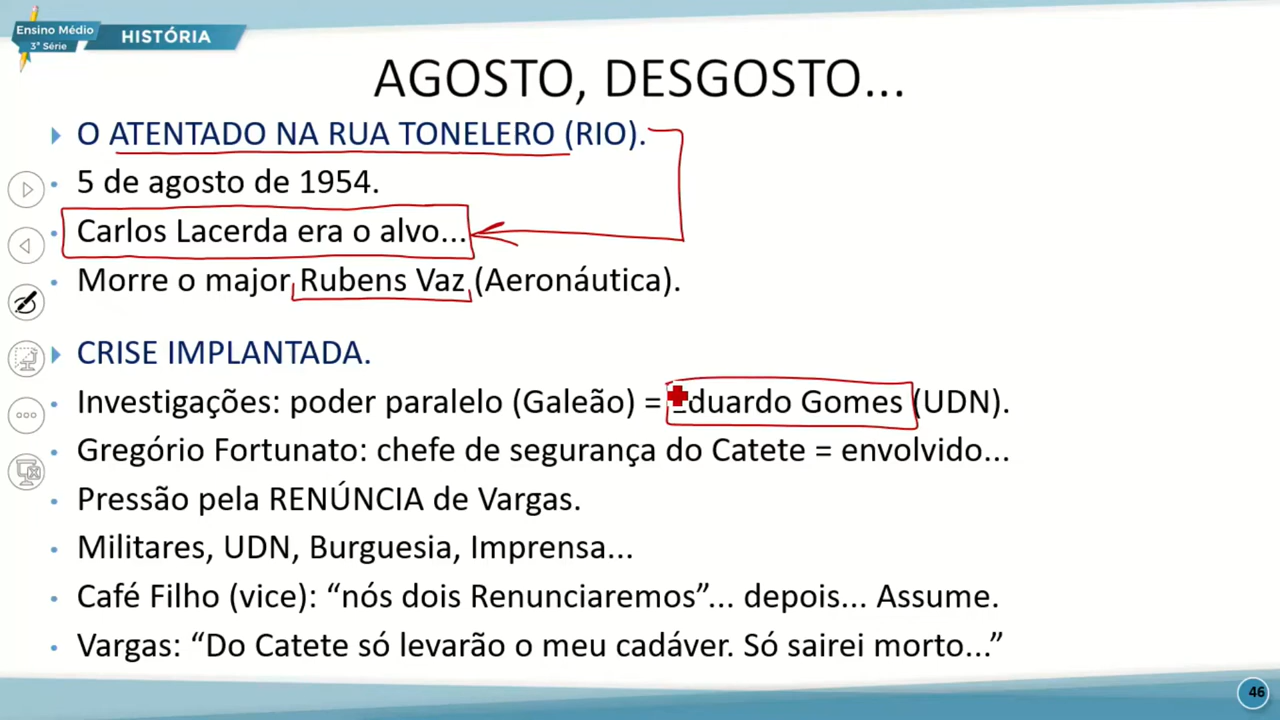 Ensino Médio
3ª Série
HISTÓRIA
AGOSTO, DESGOSTO...
O ATENTADO NA RUA TONELERO (RIO).
5 de agosto de 1954.
Carlos Lacerda era o alvo...
Morre o major Rubens Vaz (Aeronáutica).
CRISE IMPLANTADA.
Investigações: poder paralelo (Galeão) = Eduardo Gomes (UDN).
Gregório Fortunato: chefe de segurança do Catete = envolvido...
Pressão pela RENÚNCIA de Vargas.
Militares, UDN, Burguesia, Imprensa...
Café Filho (vice): “nós dois Renunciaremos”... depois... Assume.
Vargas: “Do Catete só levarão o meu cadáver. Só sairei morto...”
46